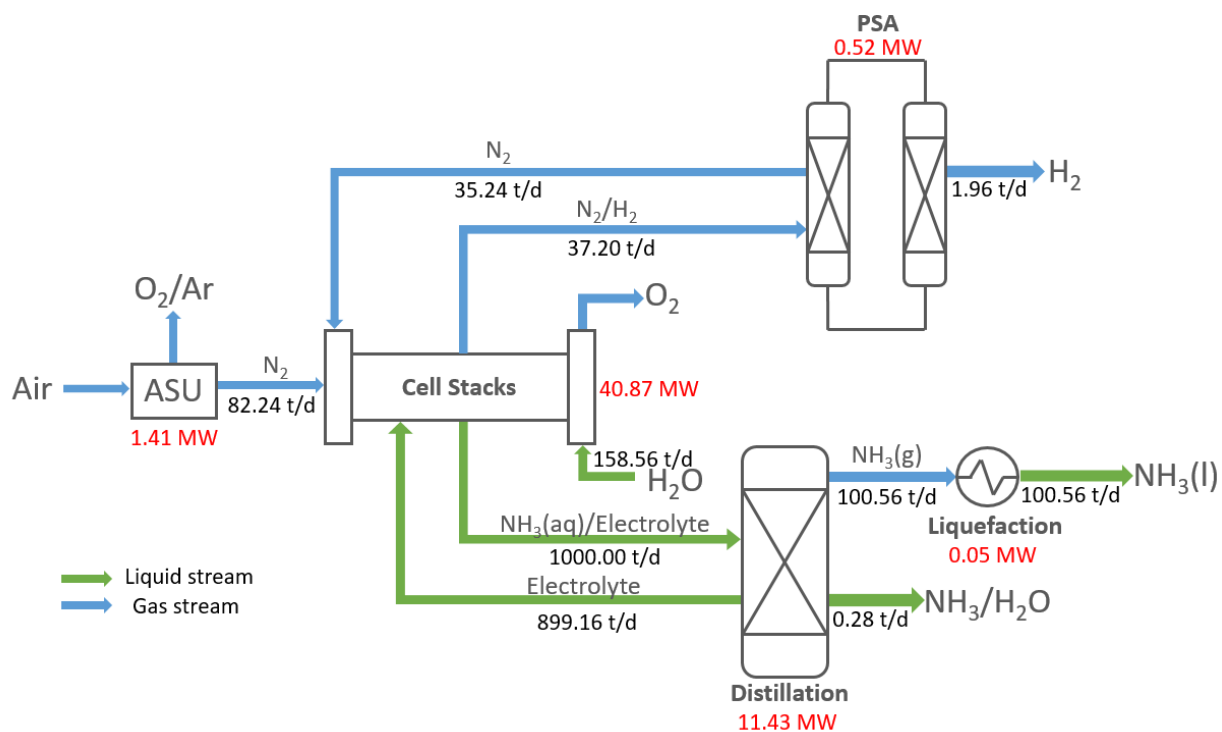 PSA
0.52 MW
N₂
35.24 t/d
1.96 t/d
H₂
N₂/H₂
37.20 t/d
O₂/Ar
O₂
Air
ASU
1.41 MW
N₂
82.24 t/d
Cell Stacks
40.87 MW
158.56 t/d
H₂O
NH₃(g)
100.56 t/d
100.56 t/d
NH₃(l)
Liquefaction
0.05 MW
NH₃(aq)/Electrolyte
1000.00 t/d
Electrolyte
899.16 t/d
0.28 t/d
NH₃/H₂O
Liquid stream
Gas stream
Distillation
11.43 MW